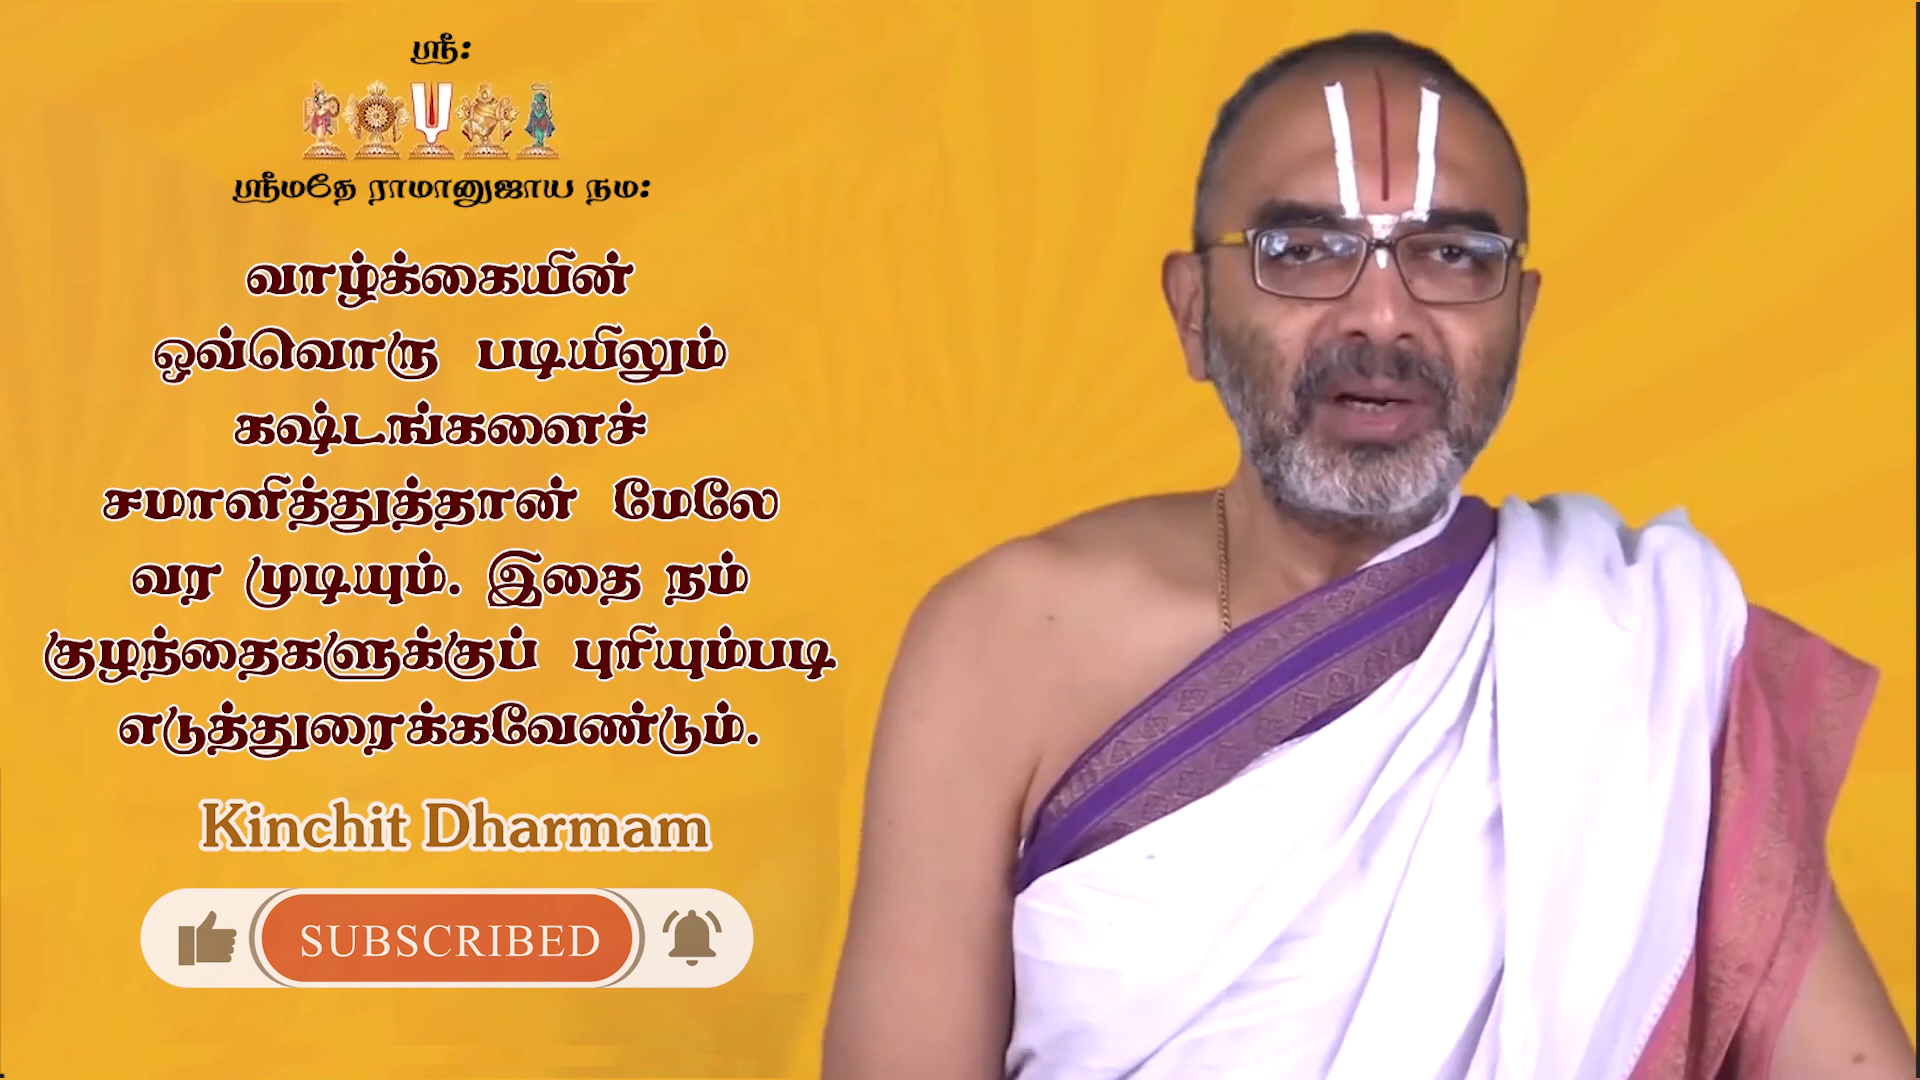 ஸ்ரீ:
ஸ்ரீமதே ராமானுஜாய நம:
வாழ்க்கையின்
ஒவ்வொரு படியிலும்
கஷ்டங்களைச்
சமாளித்துத்தான் மேலே
வர முடியும். இதை நம்
குழந்தைகளுக்குப் புரியும்படி
எடுத்துரைக்கவேண்டும்.
Kinchit Dharmam
SUBSCRIBED